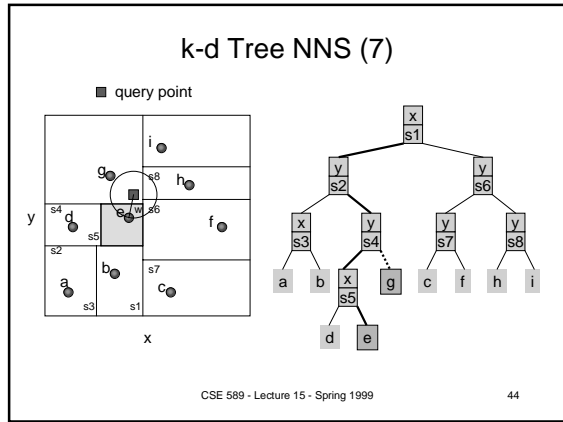 k-d Tree NNS (7)
query point
x
s1
y
s2
y
s6
x
s3
y
s4
y
s7
y
s8
a
b
x
s5
g
c
f
h
i
d
e
i
g
s8
h
e
w
s6
s4
d
f
y
s5
s2
b
s7
a
c
s3
s1
x
CSE 589 - Lecture 15 - Spring 1999
44